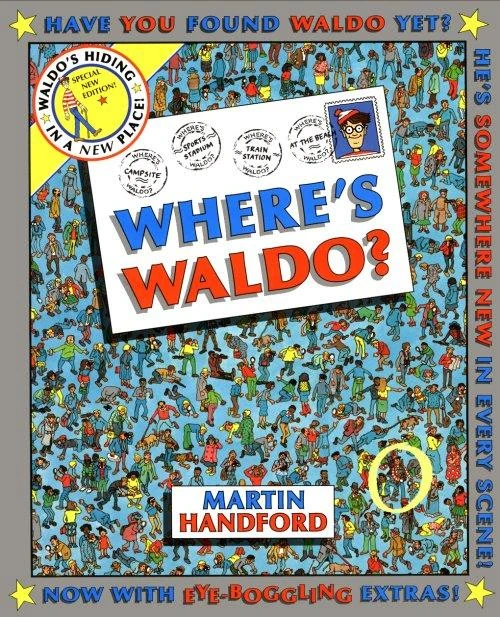 HAVE YOU FOUND WALDO YET?
HE'S SOMEWHERE NEW IN EVERY SCENE!
WALDO'S HIDING
IN A NEW PLACE!
SPECIAL
NEW
EDITION!
WHERE'S
CAMPSITE
WALDO?
WHERE'S
SPORTS
STADIUM
WALDO?
WHERE'S
TRAIN
STATION
WALDO?
WHERE'S
AT THE BEACH
WALDO?
WHERE'S
WALDO?
MARTIN
HANDFORD
NOW WITH EYE-BOGGLING EXTRAS!